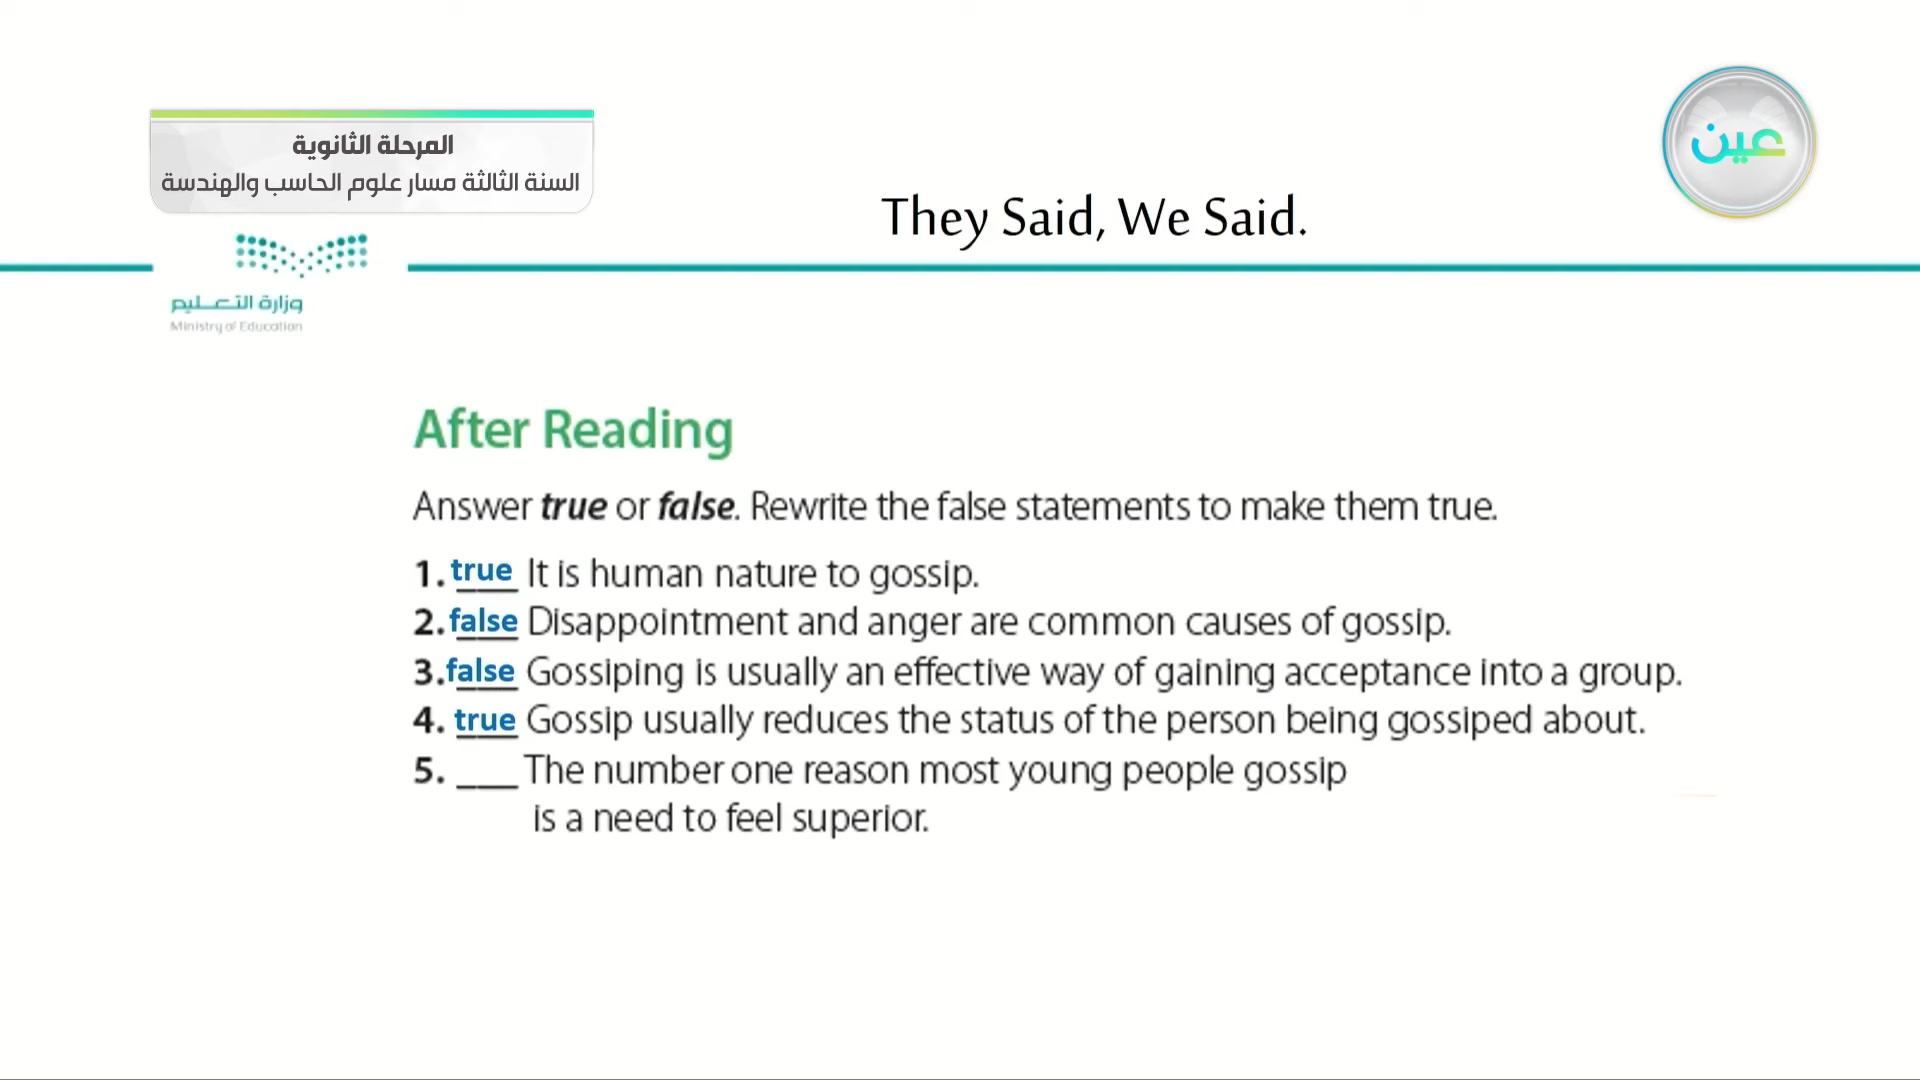 المرحلة الثانوية
السنة الثالثة مسار علوم الحاسب والهندسة
عين
They Said, We Said.
وزارة التعليم
Ministry of Education
After Reading
Answer true or false. Rewrite the false statements to make them true.
1. true It is human nature to gossip.
2. false Disappointment and anger are common causes of gossip.
3. false Gossiping is usually an effective way of gaining acceptance into a group.
4. true Gossip usually reduces the status of the person being gossiped about.
5. ___ The number one reason most young people gossip
is a need to feel superior.